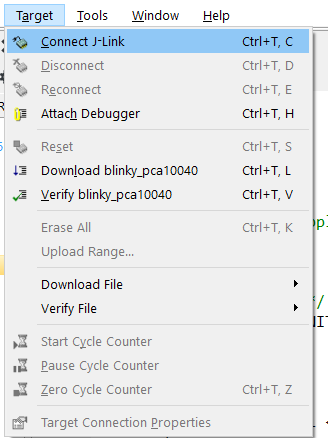 Target Tools Window Help
Connect J-Link Ctrl+T, C
Disconnect Ctrl+T, D
Reconnect Ctrl+T, E
Attach Debugger Ctrl+T, H
Reset Ctrl+T, S
Download blinky_pca10040 Ctrl+T, L
Verify blinky_pca10040 Ctrl+T, V
Erase All Ctrl+T, K
Upload Range...
Download File
Verify File
Start Cycle Counter
Pause Cycle Counter
Zero Cycle Counter Ctrl+T, Z
Target Connection Properties